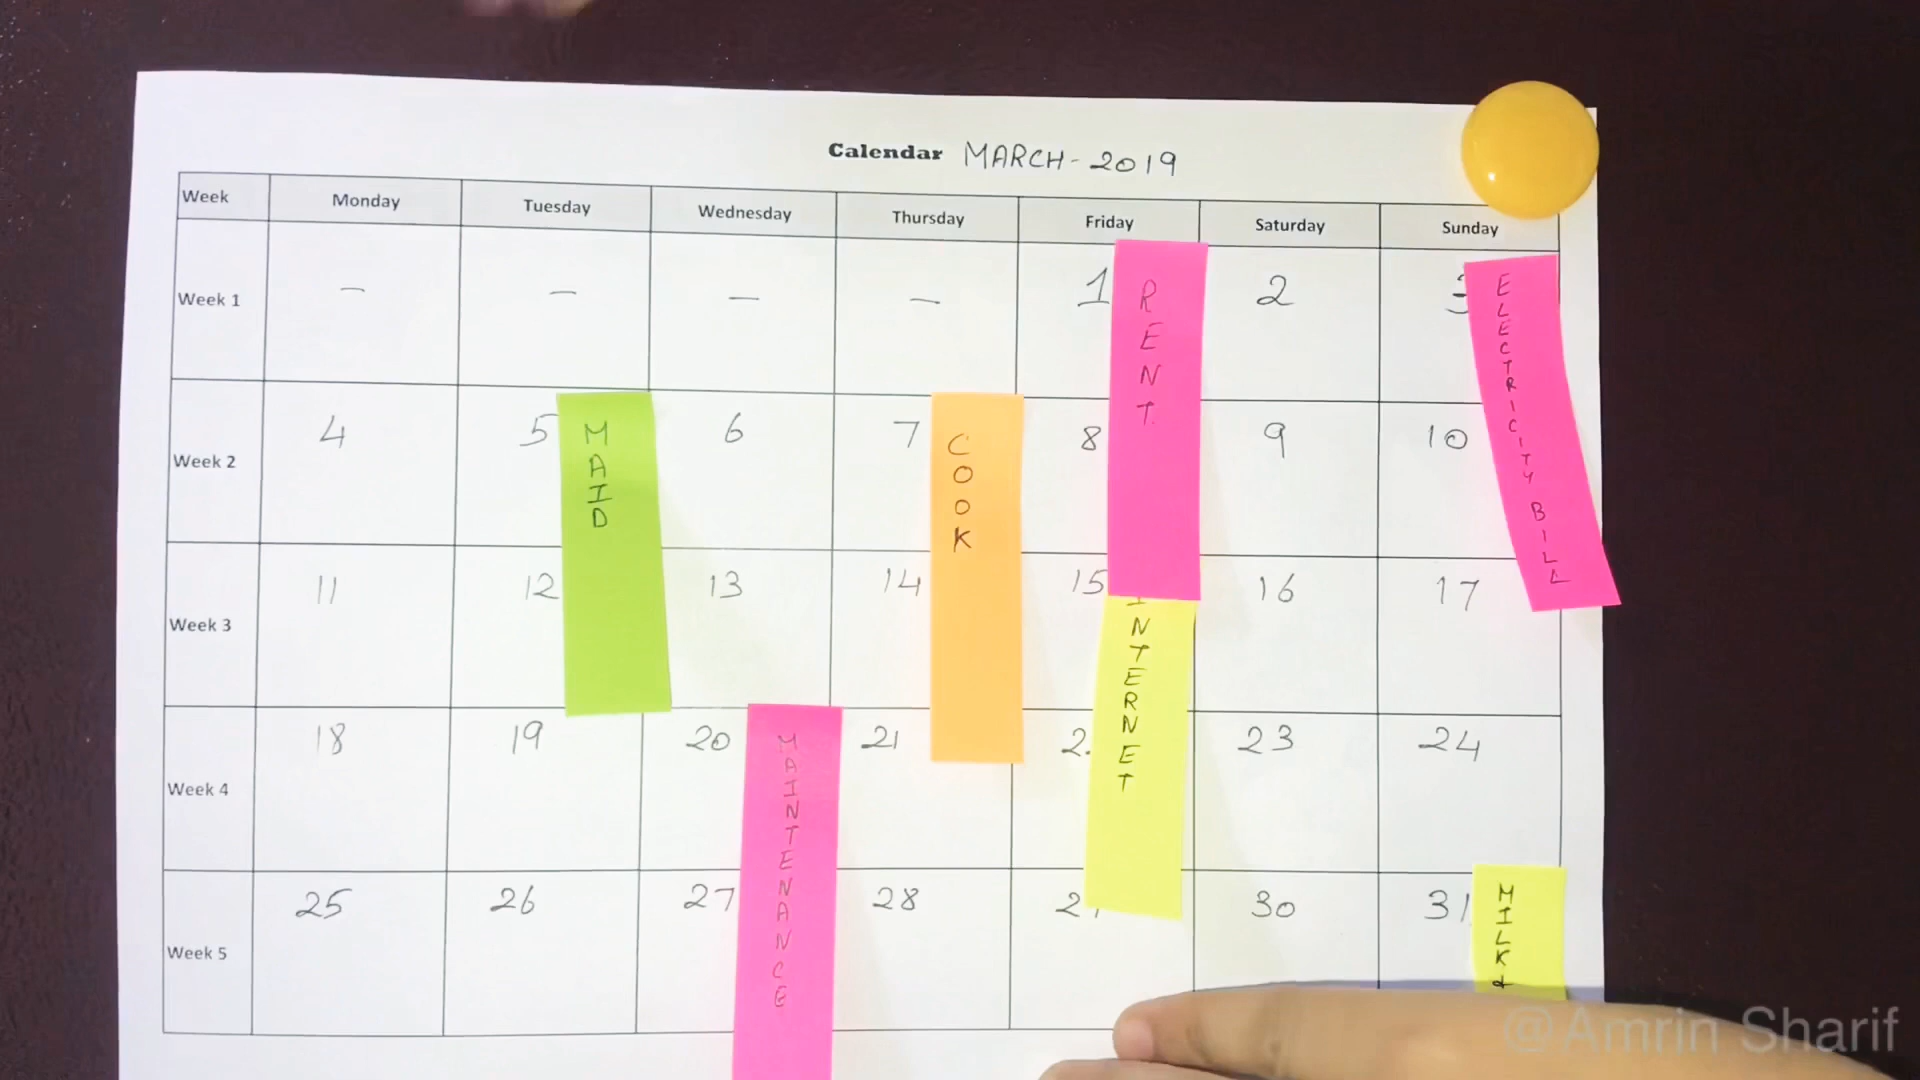 Calendar MARCH-2019
Week Monday Tuesday Wednesday Thursday Friday Saturday Sunday
Week 1 - - - - 1 2 3
RENT
ELECTRICITY BILL
Week 2 4 5 6 7 8 9 10
MAID
COOK
Week 3 11 12 13 14 15 16 17
INTERNET
Week 4 18 19 20 21 23 24
MAINTENANCE
Week 5 25 26 27 28 30 31
MILK &
@Amrin Sharif